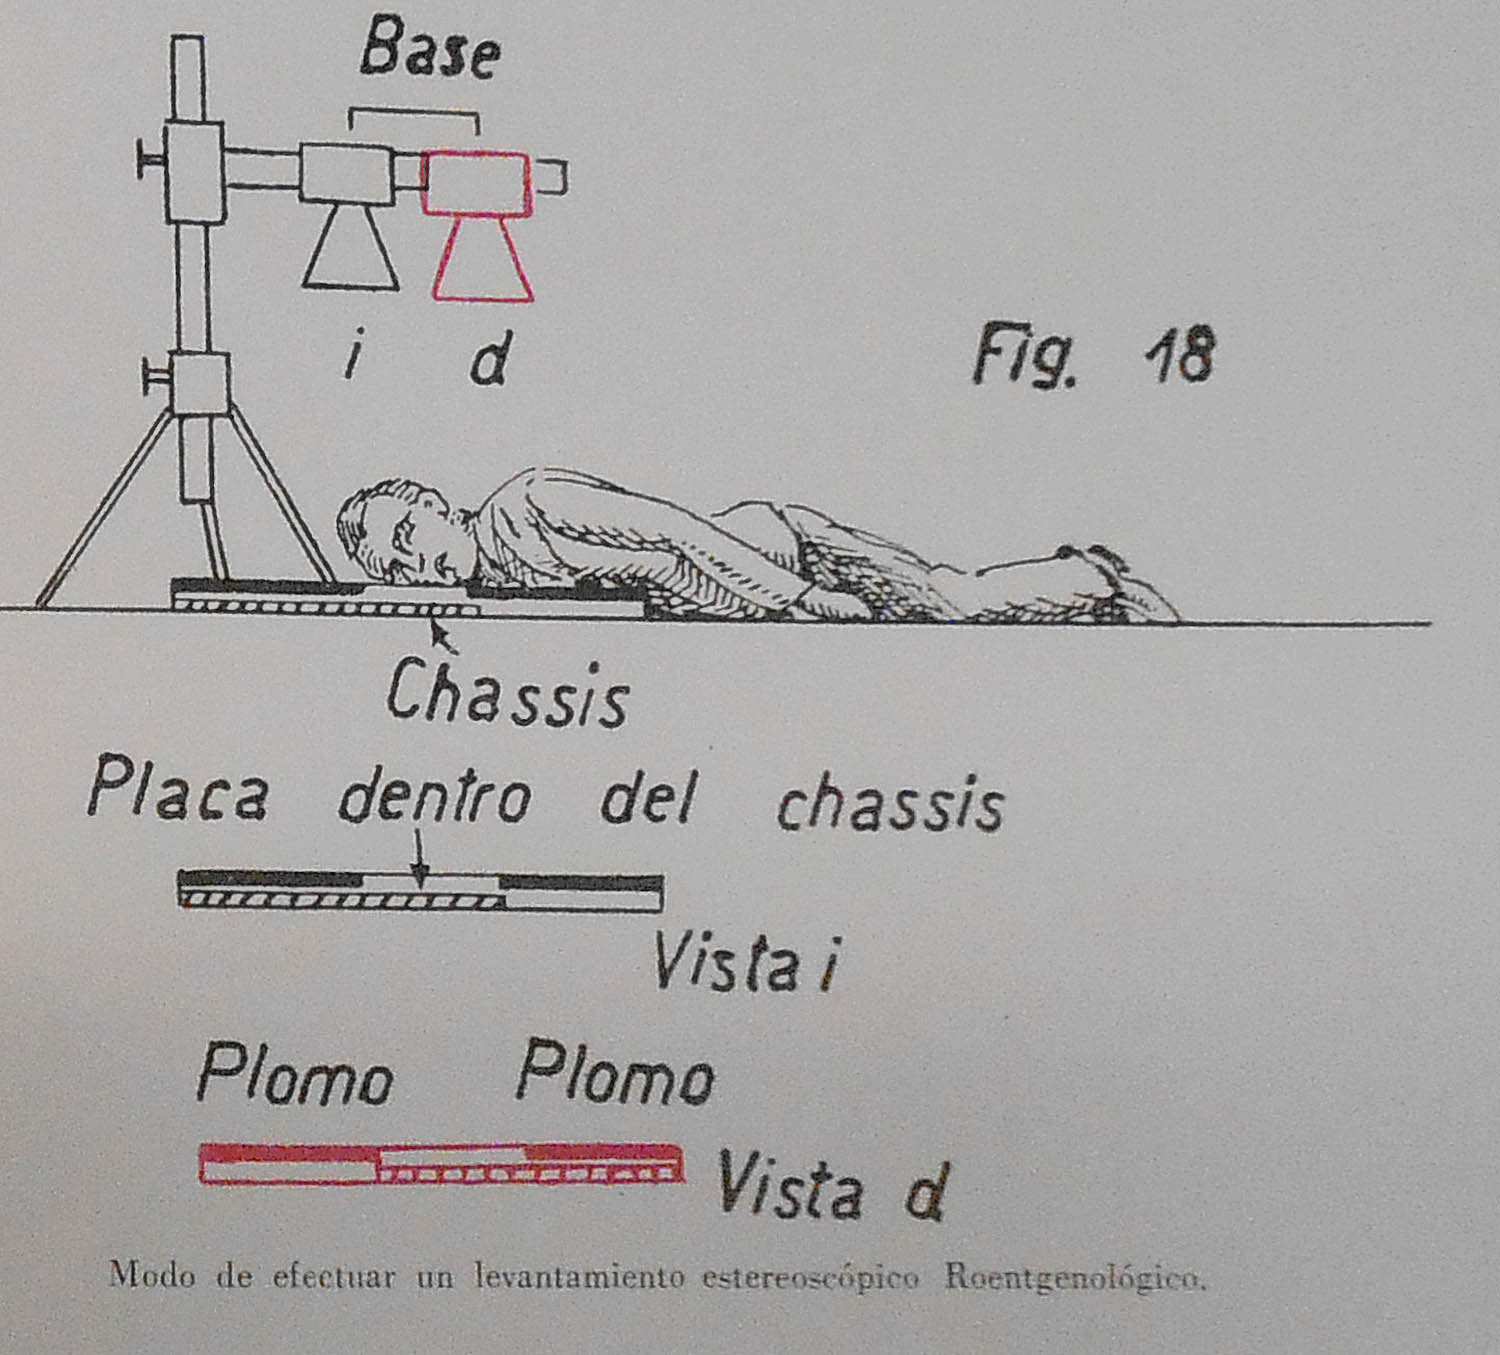 Base
i d
Fig. 18
Chassis
Placa dentro del chassis
Vista i
Plomo Plomo
Vista d
Modo de efectuar un levantamiento estereoscópico Roentgenológico.